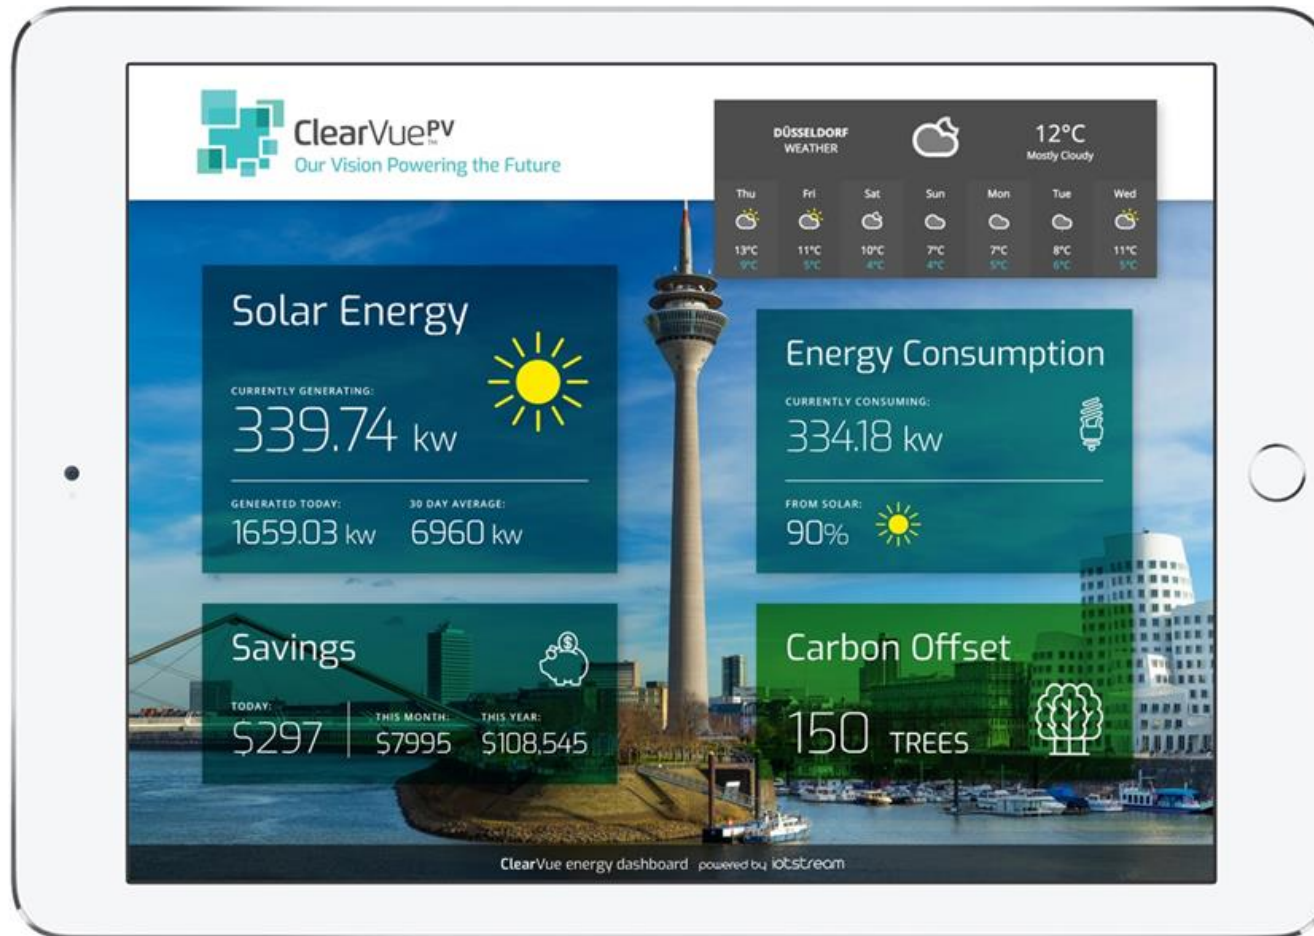 ClearVue PV
TM
Our Vision Powering the Future
DÜSSELDORF
WEATHER
12°C
Mostly Cloudy
Thu Fri Sat Sun Mon Tue Wed
13°C 11°C 10°C 7°C 7°C 8°C 11°C
9°C 5°C 4°C 4°C 5°C 6°C 5°C
Solar Energy
CURRENTLY GENERATING:
339.74 kw
GENERATED TODAY: 30 DAY AVERAGE:
1659.03 kw 6960 kw
Energy Consumption
CURRENTLY CONSUMING:
334.18 kw
FROM SOLAR:
90%
Savings
TODAY: THIS MONTH: THIS YEAR:
$297 $7995 $108,545
Carbon Offset
150 TREES
ClearVue energy dashboard powered by iotstream